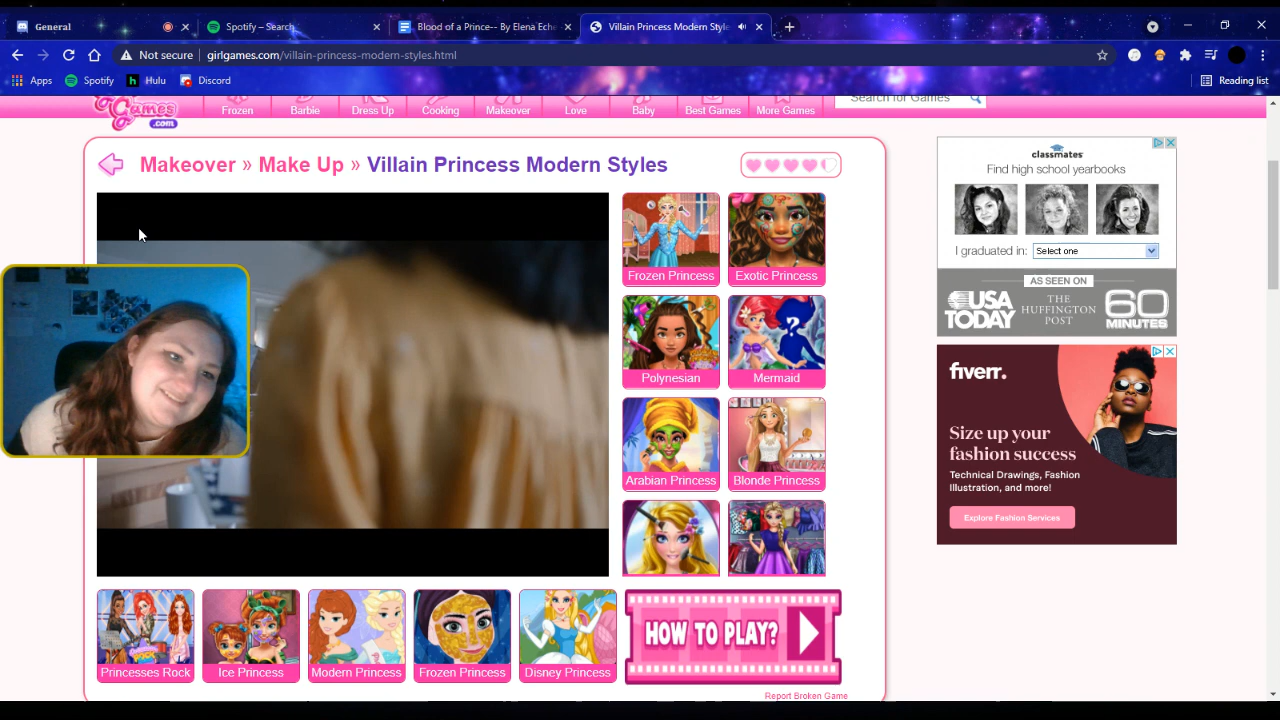 General
Spotify – Search
Blood of a Prince-- By Elena Eche
Villain Princess Modern Style
Not secure
girlgames.com/villain-princess-modern-styles.html
Apps
Spotify
Hulu
Discord
Reading list
Games
.com
Frozen
Barbie
Dress Up
Cooking
Makeover
Love
Baby
Best Games
More Games
Search for Games
Makeover » Make Up » Villain Princess Modern Styles
Frozen Princess
Exotic Princess
Polynesian
Mermaid
Arabian Princess
Blonde Princess
Princesses Rock
Ice Princess
Modern Princess
Frozen Princess
Disney Princess
HOW TO PLAY?
Report Broken Game
classmates
Find high school yearbooks
I graduated in:
Select one
AS SEEN ON
USA
TODAY
THE
HUFFINGTON
POST
60
MINUTES
fiverr.
Size up your
fashion success
Technical Drawings, Fashion
Illustration, and more!
Explore Fashion Services